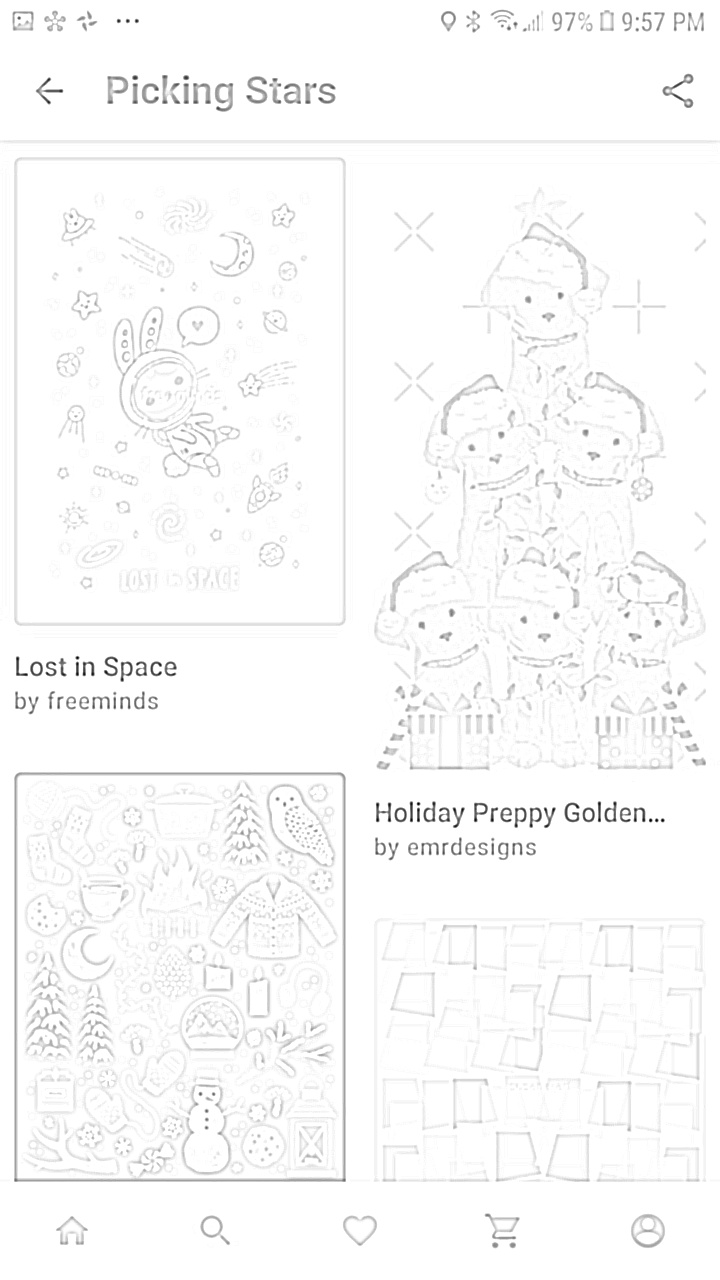 97% 9:57 PM
Picking Stars
LOST in SPACE
Lost in Space
by freeminds
Holiday Preppy Golden...
by emrdesigns